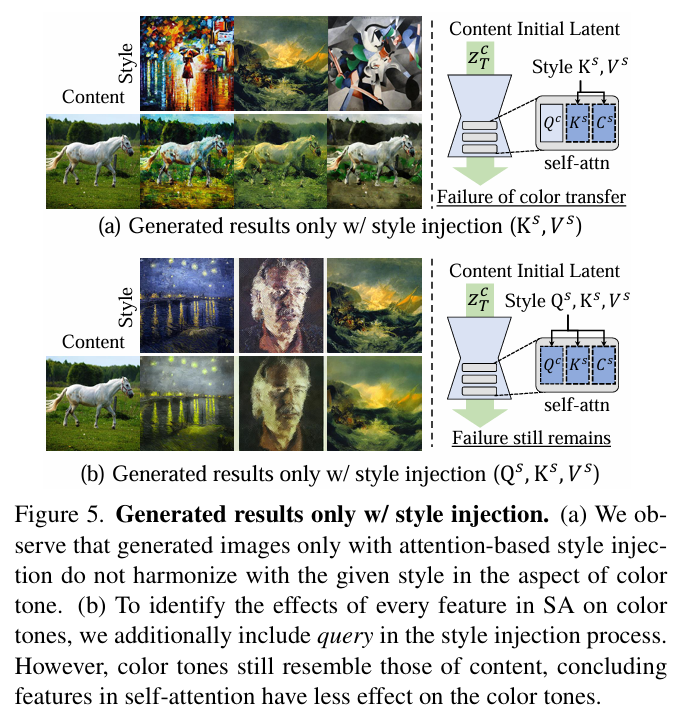 Style
Content
Content Initial Latent
z_T^c
Style K^s, V^s
Q^c K^s C^s
self-attn
Failure of color transfer
(a) Generated results only w/ style injection (K^s, V^s)
Style
Content
Content Initial Latent
z_T^c
Style Q^s, K^s, V^s
Q^c K^s C^s
self-attn
Failure still remains
(b) Generated results only w/ style injection (Q^s, K^s, V^s)
Figure 5. Generated results only w/ style injection. (a) We ob-
serve that generated images only with attention-based style injec-
tion do not harmonize with the given style in the aspect of color
tone. (b) To identify the effects of every feature in SA on color
tones, we additionally include query in the style injection process.
However, color tones still resemble those of content, concluding
features in self-attention have less effect on the color tones.